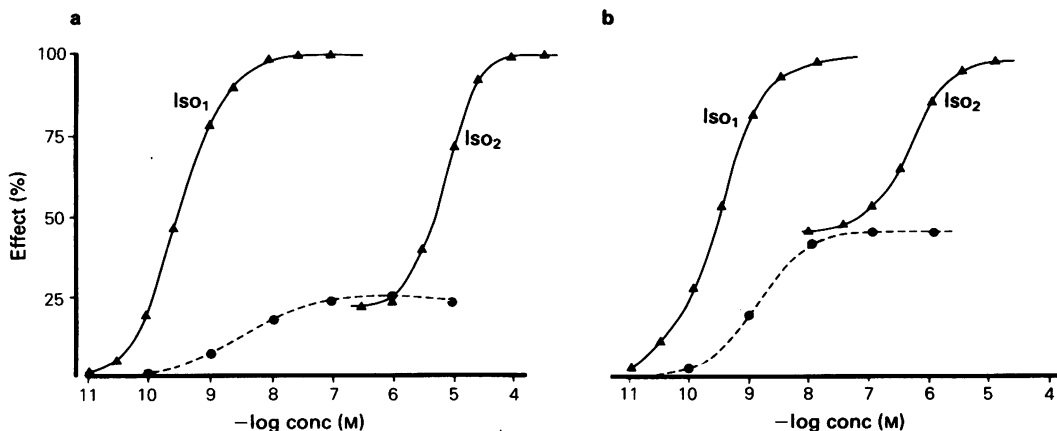 a
100
75
50
25
Effect (%)
Iso₁
Iso₂
11 10 9 8 7 6 5 4
−log conc (M)
b
Iso₁
Iso₂
11 10 9 8 7 6 5 4
−log conc (M)